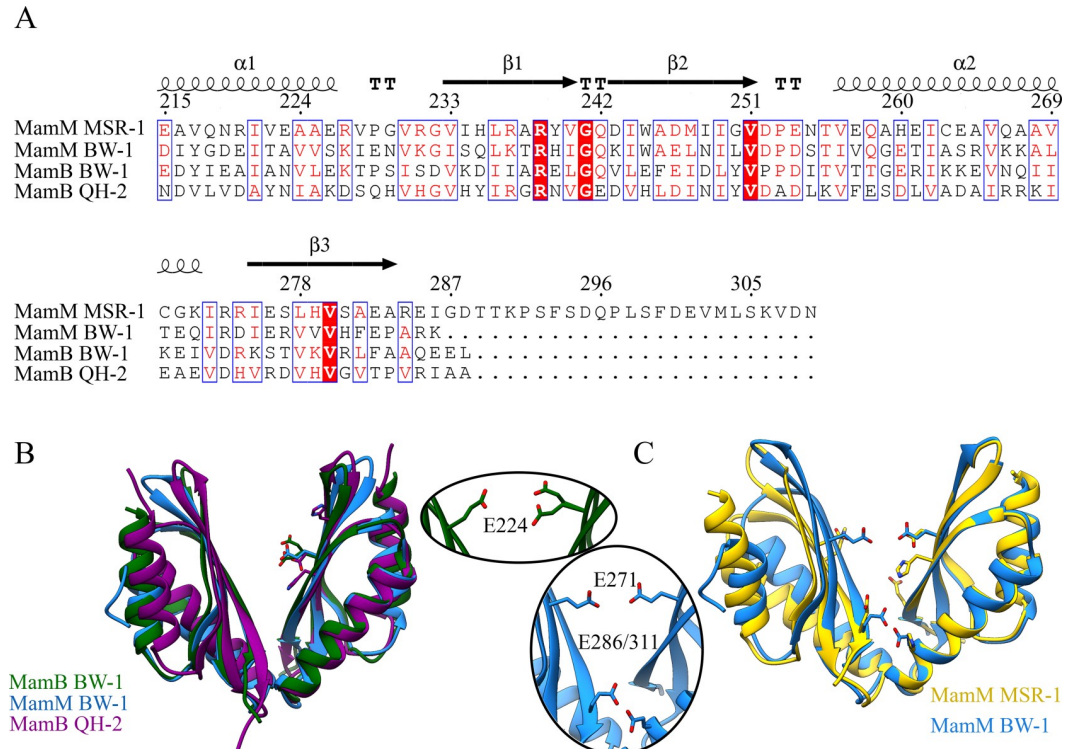 A
α1 TT β1 TT β2 TT α2
215 224 233 242 251 260 269
MamM MSR-1 EAVQNRIVEAAERVPGVRGVIHLRARYVGQDIWADMIIGVDPENTVEQAHEICEAVQAAV
MamM BW-1 DIYGDEITAVVSKIENVKGISQLKTRHIGQKIWAELNILVDPDSTIVQGETIASRVKKAL
MamB BW-1 EDYIEAIANVLEKTPSISDVKDIIARELGQVLEFEIDLYVPPDITVTTGERIKKEVNQII
MamB QH-2 NDVLVDAYNIAKDSQHVHGVHYIRGRNVGEDVHLDINIYVDADLKVFESDLVADAIRRKI
β3
278 287 296 305
MamM MSR-1 CGKIRRIESLHVSAEAREIGDTTKPSFSDQPLSFDEVMLSKVDN
MamM BW-1 TEQIRDIERVVVHFEPARK.........................
MamB BW-1 KEIVDRKSTVKVRLFAAQEEL.......................
MamB QH-2 EAEVDHVRDVHVGVTPVRIAA.......................
B
E224
E271
E286/311
MamB BW-1
MamM BW-1
MamB QH-2
C
MamM MSR-1
MamM BW-1